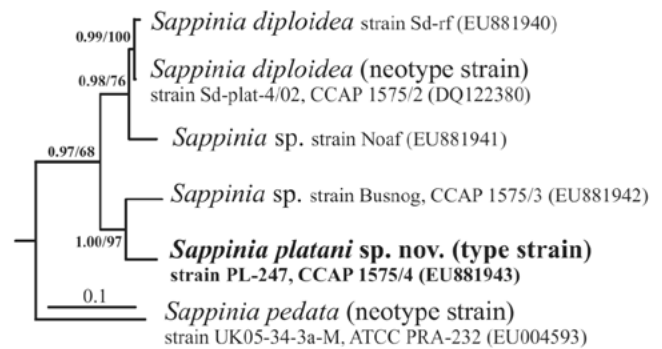 Sappinia diploidea strain Sd-rf (EU881940)
0.99/100
Sappinia diploidea (neotype strain)
0.98/76
strain Sd-plat-4/02, CCAP 1575/2 (DQ122380)
Sappinia sp. strain Noaf (EU881941)
0.97/68
Sappinia sp. strain Busnog, CCAP 1575/3 (EU881942)
1.00/97
Sappinia platani sp. nov. (type strain)
strain PL-247, CCAP 1575/4 (EU881943)
0.1
Sappinia pedata (neotype strain)
strain UK05-34-3a-M, ATCC PRA-232 (EU004593)